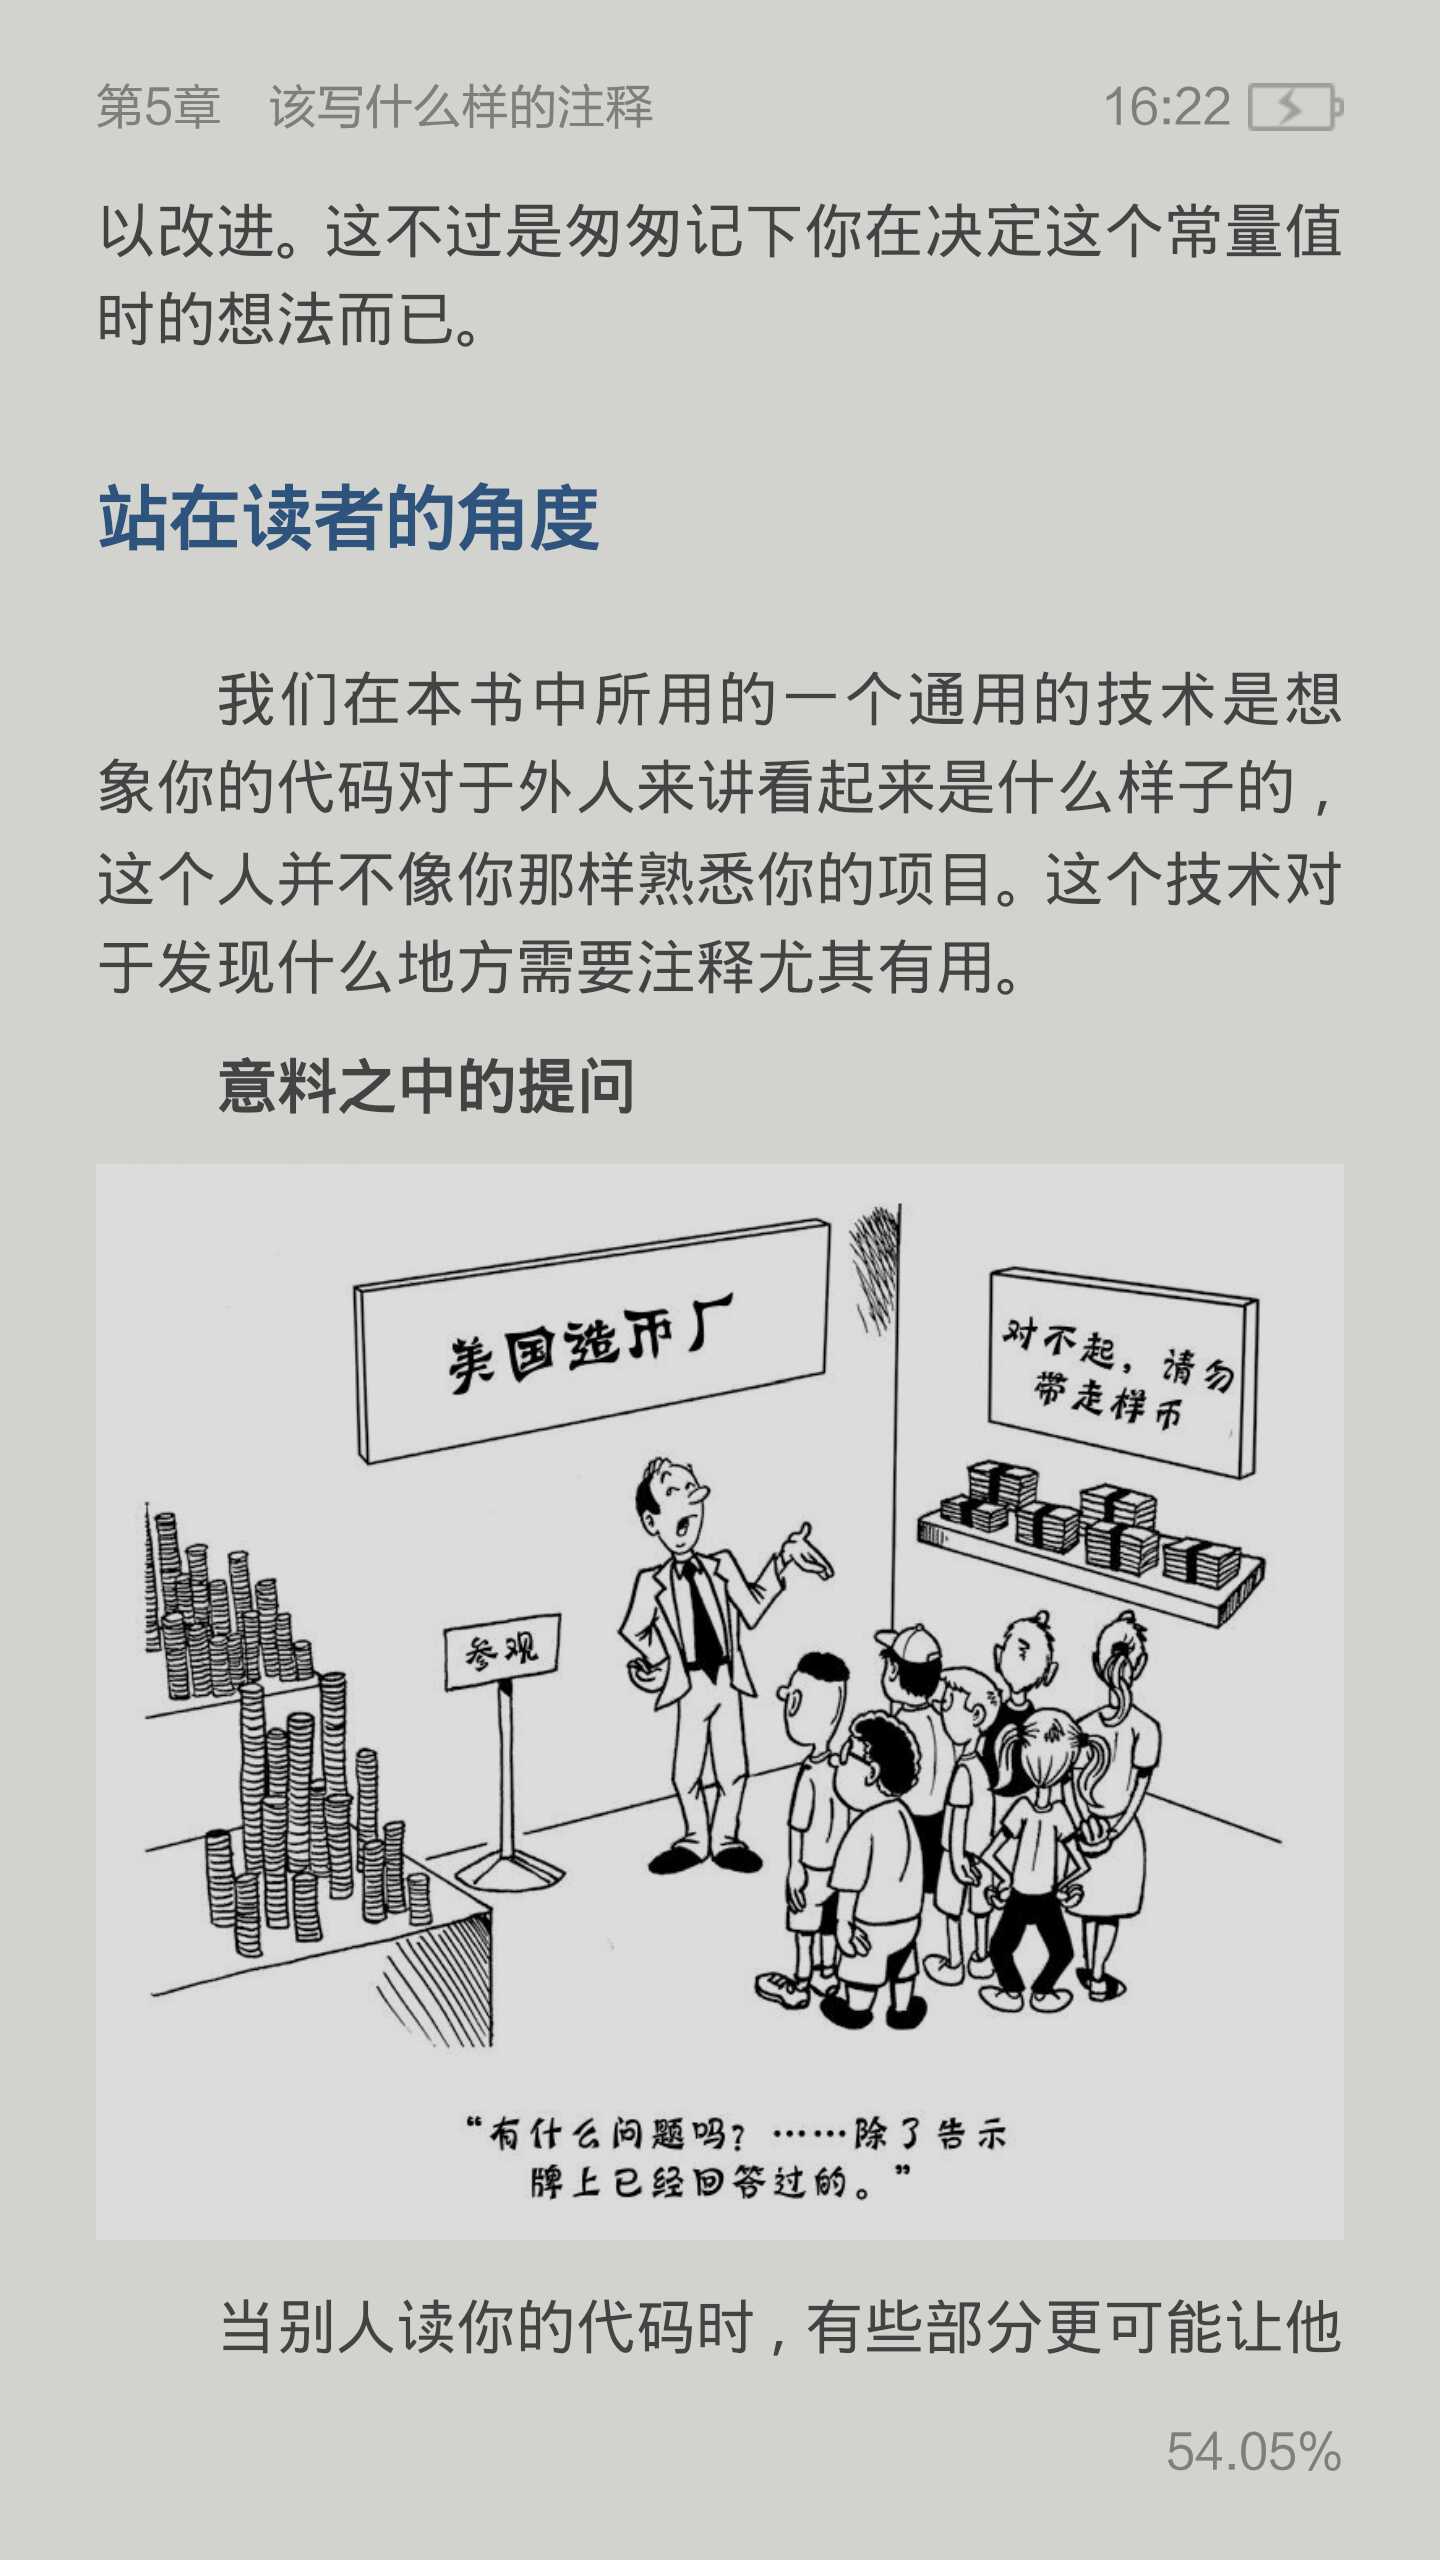 第5章　该写什么样的注释
16:22
以改进。这不过是匆匆记下你在决定这个常量值
时的想法而已。
站在读者的角度
我们在本书中所用的一个通用的技术是想
象你的代码对于外人来讲看起来是什么样子的，
这个人并不像你那样熟悉你的项目。这个技术对
于发现什么地方需要注释尤其有用。
意料之中的提问
美国造币厂
对不起，请勿
带走样币
参观
“有什么问题吗？……除了告示
牌上已经回答过的。”
当别人读你的代码时，有些部分更可能让他
54.05%